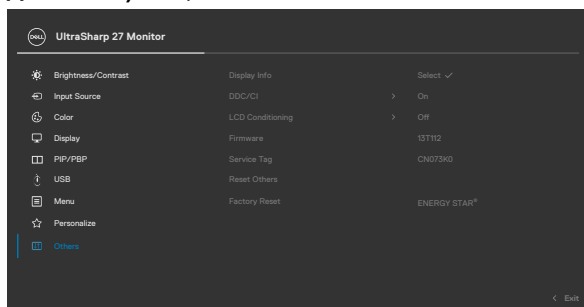 DELL UltraSharp 27 Monitor
Brightness/Contrast Display Info Select ✓
Input Source DDC/CI > On
Color LCD Conditioning > Off
Display Firmware 13T112
PIP/PBP Service Tag CN073K0
USB Reset Others
Menu Factory Reset ENERGY STAR®
Personalize
Others
< Exit